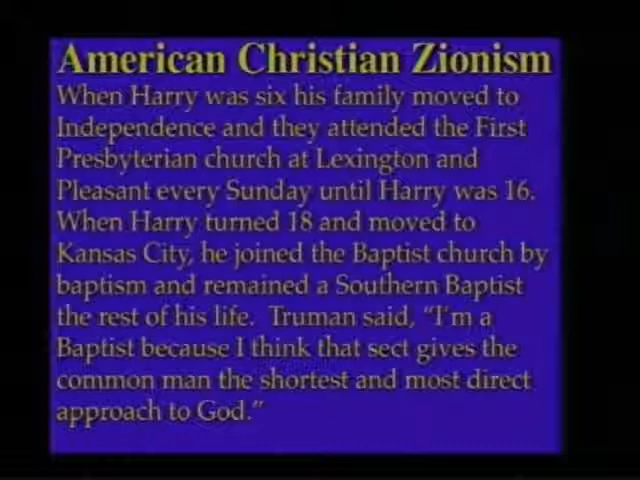 American Christian Zionism
When Harry was six his family moved to
Independence and they attended the First
Presbyterian church at Lexington and
Pleasant every Sunday until Harry was 16.
When Harry turned 18 and moved to
Kansas City, he joined the Baptist church by
baptism and remained a Southern Baptist
the rest of his life.  Truman said, “I’m a
Baptist because I think that sect gives the
common man the shortest and most direct
approach to God.”